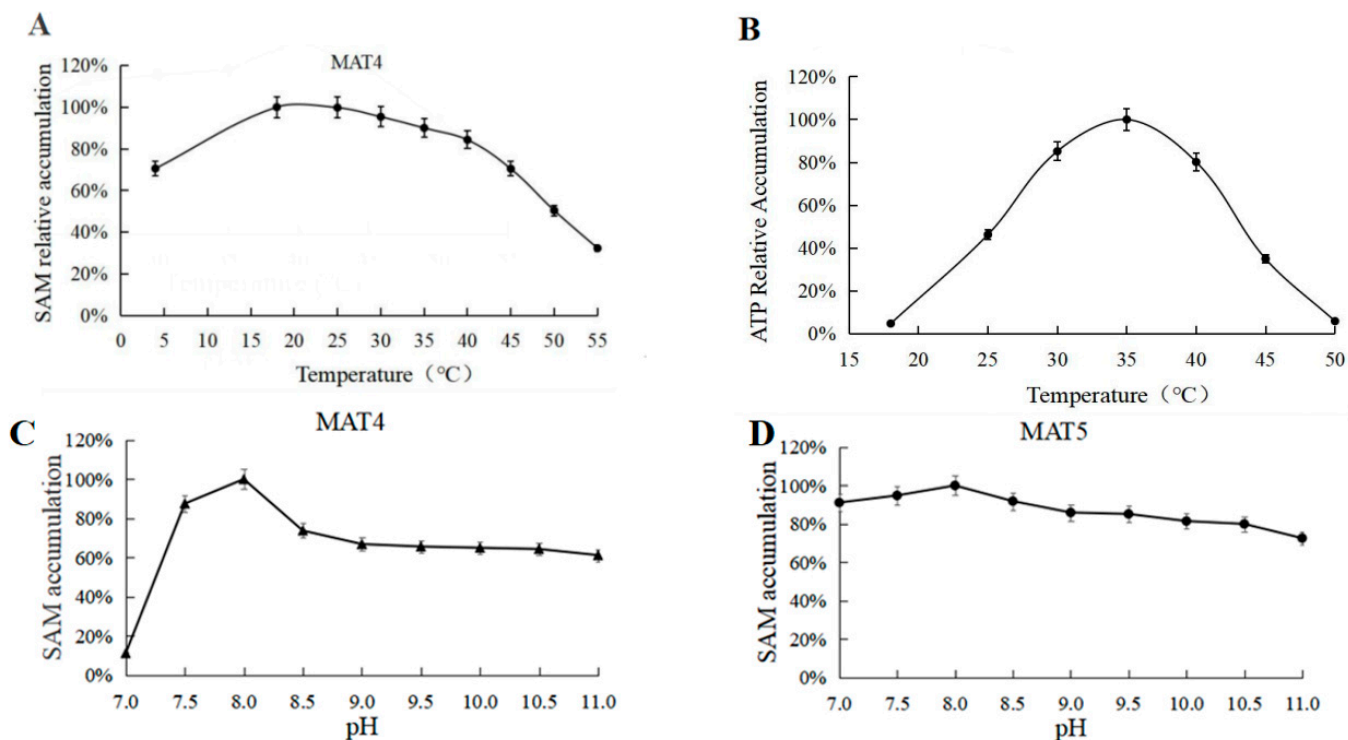 A
MAT4
SAM relative accumulation
120%
100%
80%
60%
40%
20%
0%
0 5 10 15 20 25 30 35 40 45 50 55
Temperature（°C）
B
ATP Relative Accumulation
120%
100%
80%
60%
40%
20%
0%
15 20 25 30 35 40 45 50
Temperature（°C）
C
MAT4
SAM accumulation
120%
100%
80%
60%
40%
20%
0%
7.0 7.5 8.0 8.5 9.0 9.5 10.0 10.5 11.0
pH
D
MAT5
SAM accumulation
120%
100%
80%
60%
40%
20%
0%
7.0 7.5 8.0 8.5 9.0 9.5 10.0 10.5 11.0
pH